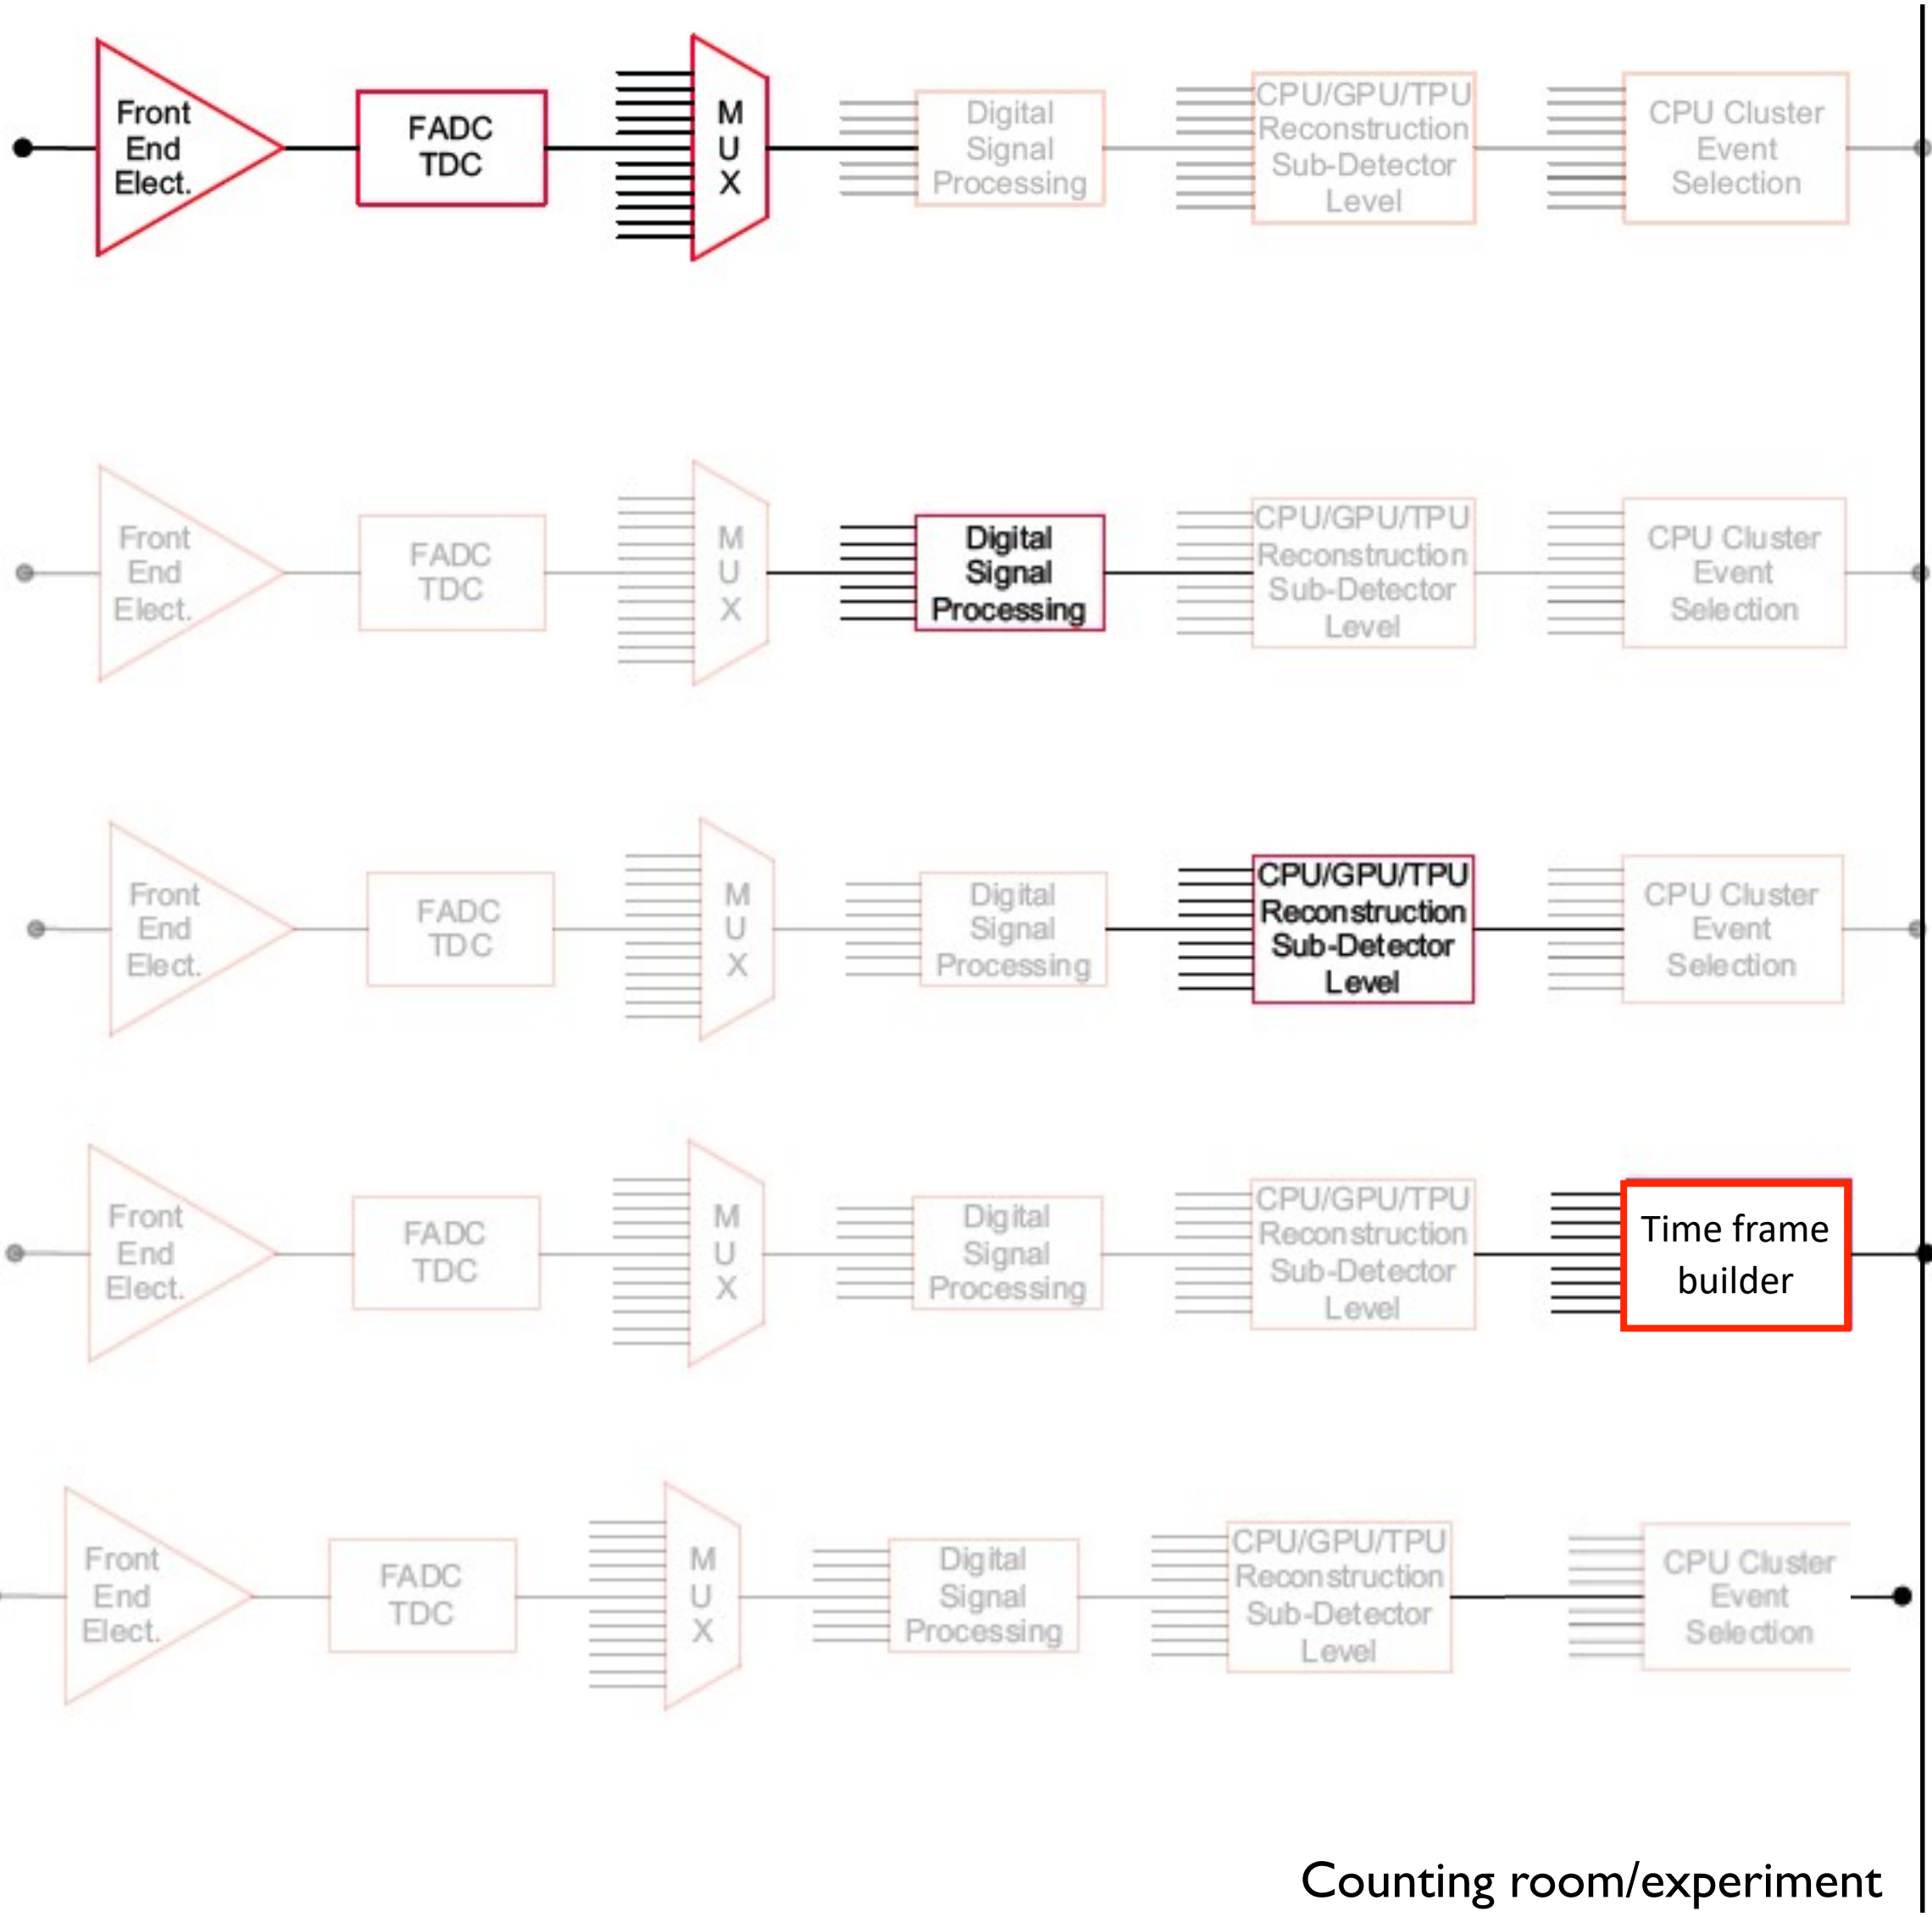 Front
End
Elect.
FADC
TDC
M
U
X
Digital
Signal
Processing
CPU/GPU/TPU
Reconstruction
Sub-Detector
Level
CPU Cluster
Event
Selection
Front
End
Elect.
FADC
TDC
M
U
X
Digital
Signal
Processing
CPU/GPU/TPU
Reconstruction
Sub-Detector
Level
CPU Cluster
Event
Selection
Front
End
Elect.
FADC
TDC
M
U
X
Digital
Signal
Processing
CPU/GPU/TPU
Reconstruction
Sub-Detector
Level
CPU Cluster
Event
Selection
Front
End
Elect.
FADC
TDC
M
U
X
Digital
Signal
Processing
CPU/GPU/TPU
Reconstruction
Sub-Detector
Level
Time frame
builder
Front
End
Elect.
FADC
TDC
M
U
X
Digital
Signal
Processing
CPU/GPU/TPU
Reconstruction
Sub-Detector
Level
CPU Cluster
Event
Selection
Counting room/experiment